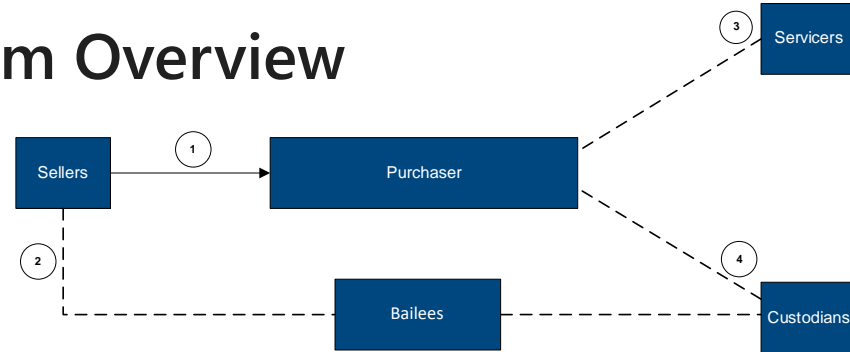 m Overview
3
Servicers
1
Sellers
Purchaser
2
4
Bailees
Custodians